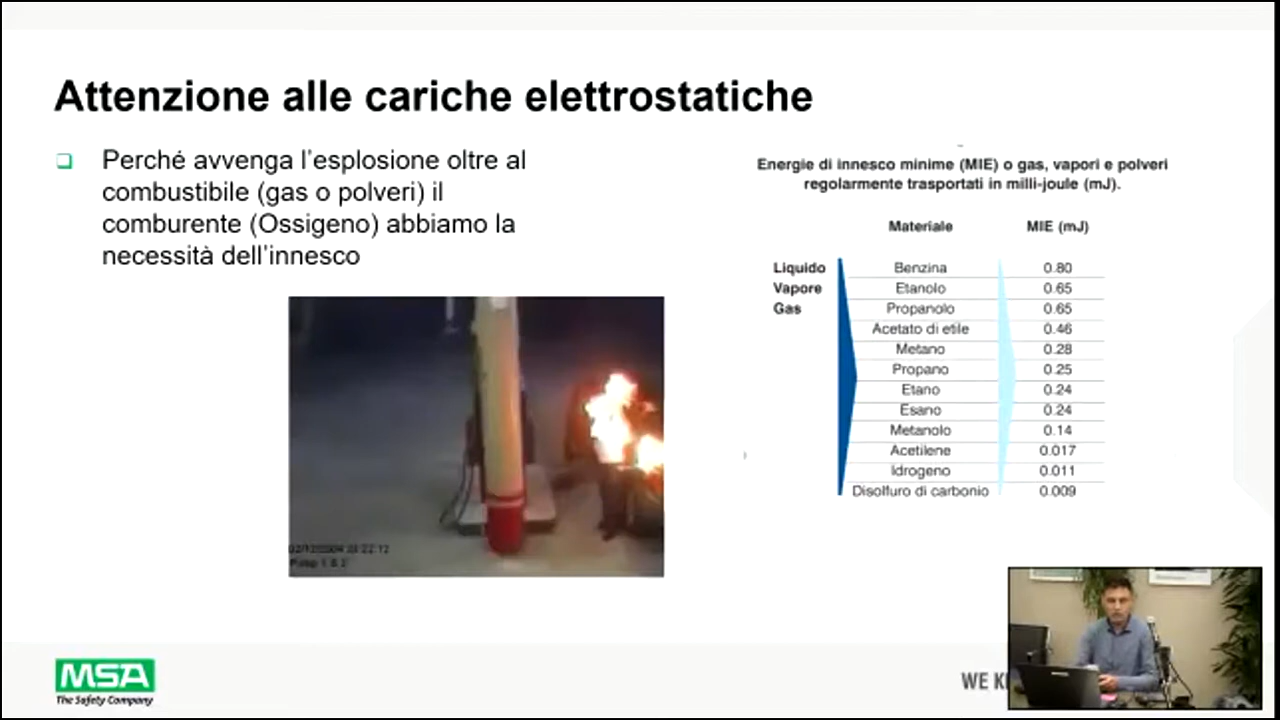 Attenzione alle cariche elettrostatiche
Perché avvenga l'esplosione oltre al
combustibile (gas o polveri) il
comburente (Ossigeno) abbiamo la
necessità dell'innesco
Energie di innesco minime (MIE) o gas, vapori e polveri
regolarmente trasportati in milli-joule (mJ).
Materiale MIE (mJ)
Liquido Benzina 0.80
Vapore Etanolo 0.65
Gas Propanolo 0.65
Acetato di etile 0.46
Metano 0.28
Propano 0.25
Etano 0.24
Esano 0.24
Metanolo 0.14
Acetilene 0.017
Idrogeno 0.011
Disolfuro di carbonio 0.009
MSA
The Safety Company
WE